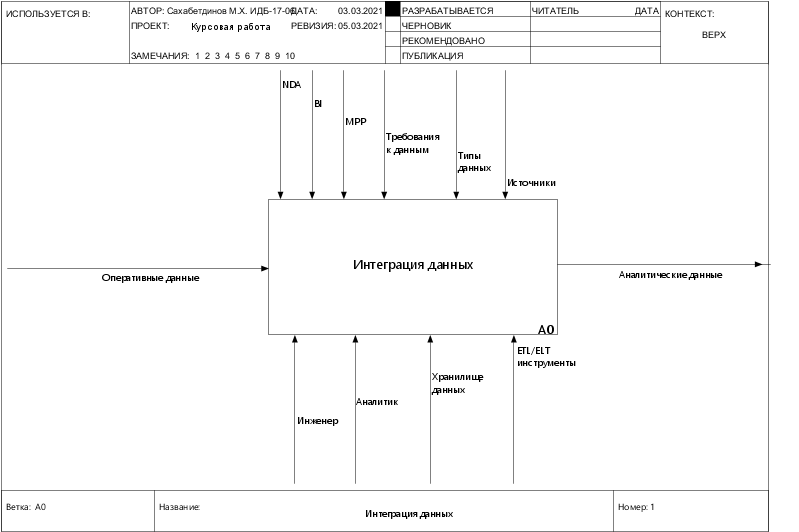 ИСПОЛЬЗУЕТСЯ В:
АВТОР: Сахабетдинов М.Х. ИДБ-17-06
ДАТА: 03.03.2021
РАЗРАБАТЫВАЕТСЯ
ЧИТАТЕЛЬ
ДАТА
КОНТЕКСТ:
ПРОЕКТ: Курсовая работа
РЕВИЗИЯ: 05.03.2021
ЧЕРНОВИК
ВЕРХ
РЕКОМЕНДОВАНО
ЗАМЕЧАНИЯ: 1 2 3 4 5 6 7 8 9 10
ПУБЛИКАЦИЯ
NDA
BI
MPP
Требования
к данным
Типы
данных
Источники
Оперативные данные
Интеграция данных
Аналитические данные
A0
ETL/ELT
инструменты
Хранилище
данных
Аналитик
Инженер
Ветка: A0
Название:
Интеграция данных
Номер: 1